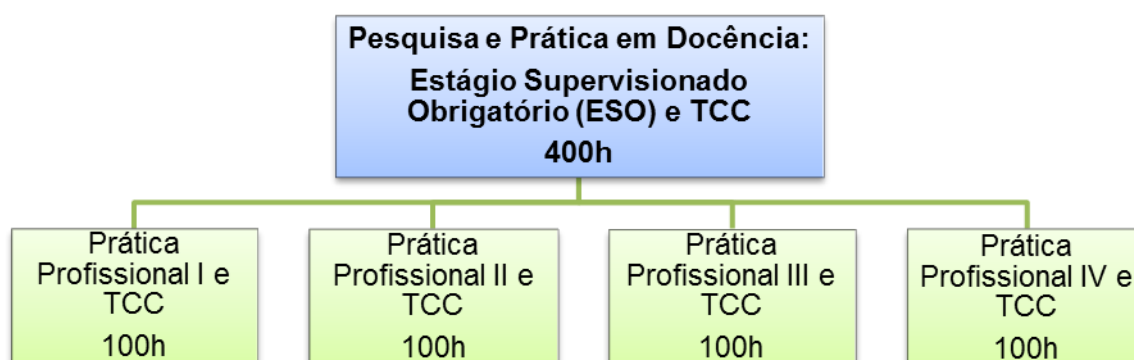 Pesquisa e Prática em Docência:
Estágio Supervisionado
Obrigatório (ESO) e TCC
400h
Prática
Profissional I e
TCC
100h
Prática
Profissional II e
TCC
100h
Prática
Profissional III e
TCC
100h
Prática
Profissional IV e
TCC
100h